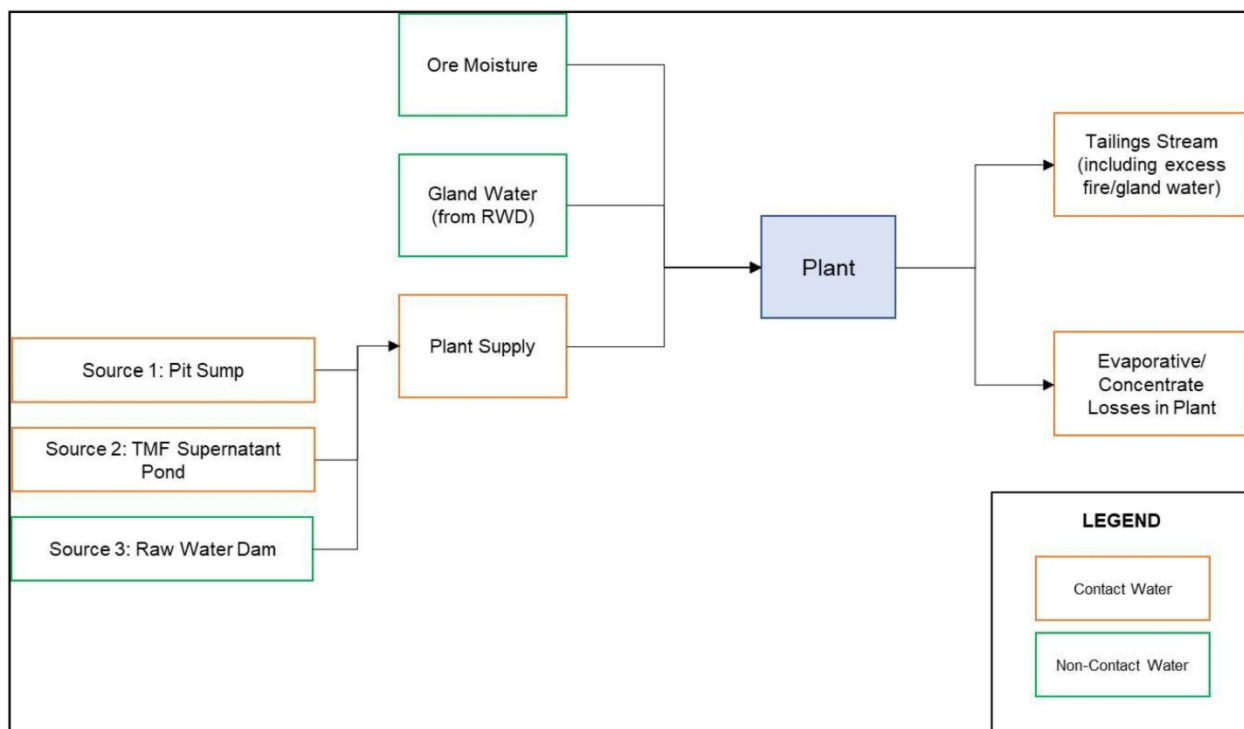 Ore Moisture
Gland Water
(from RWD)
Plant Supply
Source 1: Pit Sump
Source 2: TMF Supernatant
Pond
Source 3: Raw Water Dam
Plant
Tailings Stream
(including excess
fire/gland water)
Evaporative/
Concentrate
Losses in Plant
LEGEND
Contact Water
Non-Contact Water